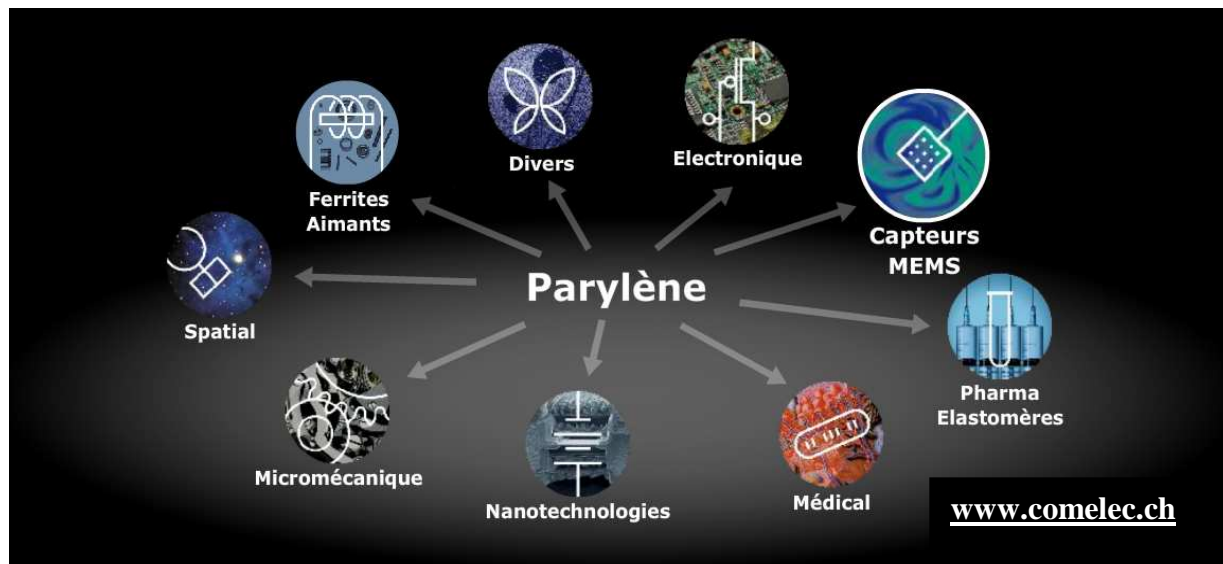 Divers
Electronique
Ferrites
Aimants
Capteurs
MEMS
Parylène
Spatial
Pharma
Elastomères
Micromécanique
Nanotechnologies
Médical
www.comelec.ch